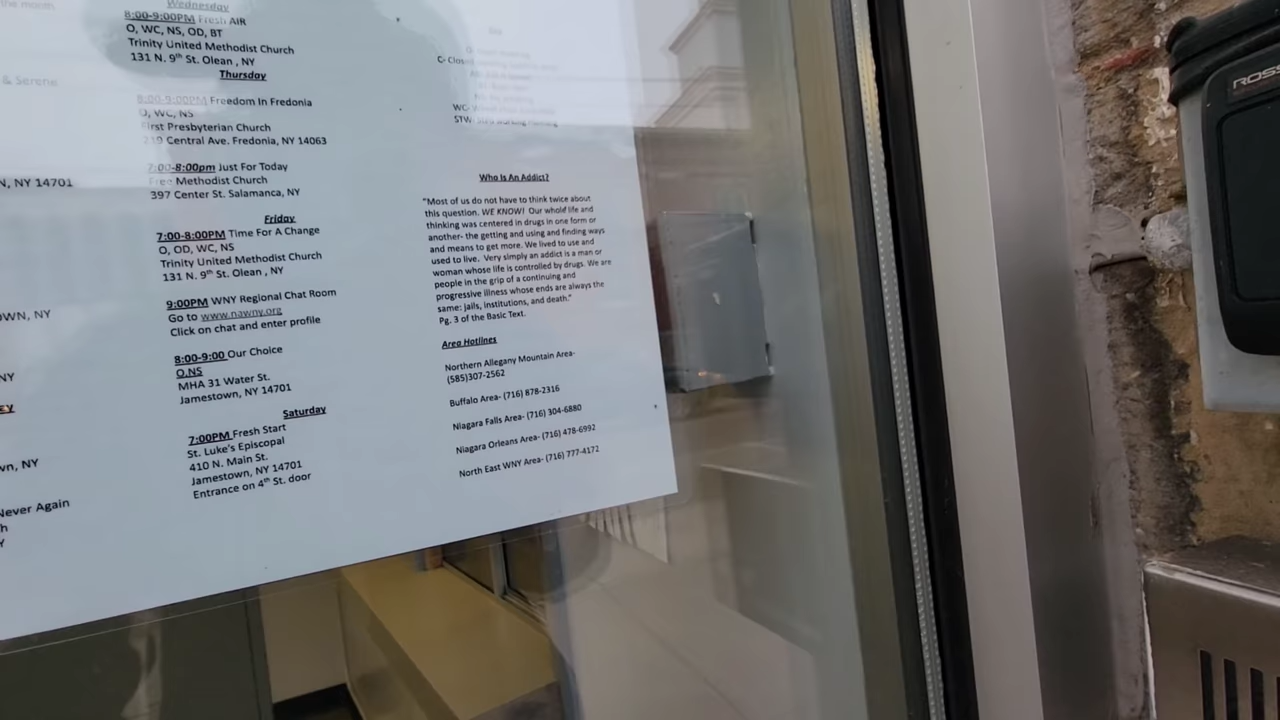 the month
& Serene
N, NY 14701
OWN, NY
NY
EY
wn, NY
Never Again
h
Y
Wednesday
8:00-9:00PM Fresh AIR
O, WC, NS, OD, BT
Trinity United Methodist Church
131 N. 9th St. Olean , NY
Thursday
8:00-9:00PM Freedom In Fredonia
O, WC, NS
First Presbyterian Church
219 Central Ave. Fredonia, NY 14063
7:00-8:00pm Just For Today
Free Methodist Church
397 Center St. Salamanca, NY
Friday
7:00-8:00PM Time For A Change
O, OD, WC, NS
Trinity United Methodist Church
131 N. 9th St. Olean , NY
9:00PM WNY Regional Chat Room
Go to www.nawny.org
Click on chat and enter profile
8:00-9:00 Our Choice
O,NS
MHA 31 Water St.
Jamestown, NY 14701
Saturday
7:00PM Fresh Start
St. Luke's Episcopal
410 N. Main St.
Jamestown, NY 14701
Entrance on 4th St. door
C- Clos
WC-
STW- Step Working Meeting
Who Is An Addict?
"Most of us do not have to think twice about
this question. WE KNOW! Our whole life and
thinking was centered in drugs in one form or
another- the getting and using and finding ways
and means to get more. We lived to use and
used to live. Very simply an addict is a man or
woman whose life is controlled by drugs. We are
people in the grip of a continuing and
progressive illness whose ends are always the
same: jails, institutions, and death."
Pg. 3 of the Basic Text.
Area Hotlines
Northern Allegany Mountain Area-
(585)307-2562
Buffalo Area- (716) 878-2316
Niagara Falls Area- (716) 304-6880
Niagara Orleans Area- (716) 478-6992
North East WNY Area- (716) 777-4172
ROSS